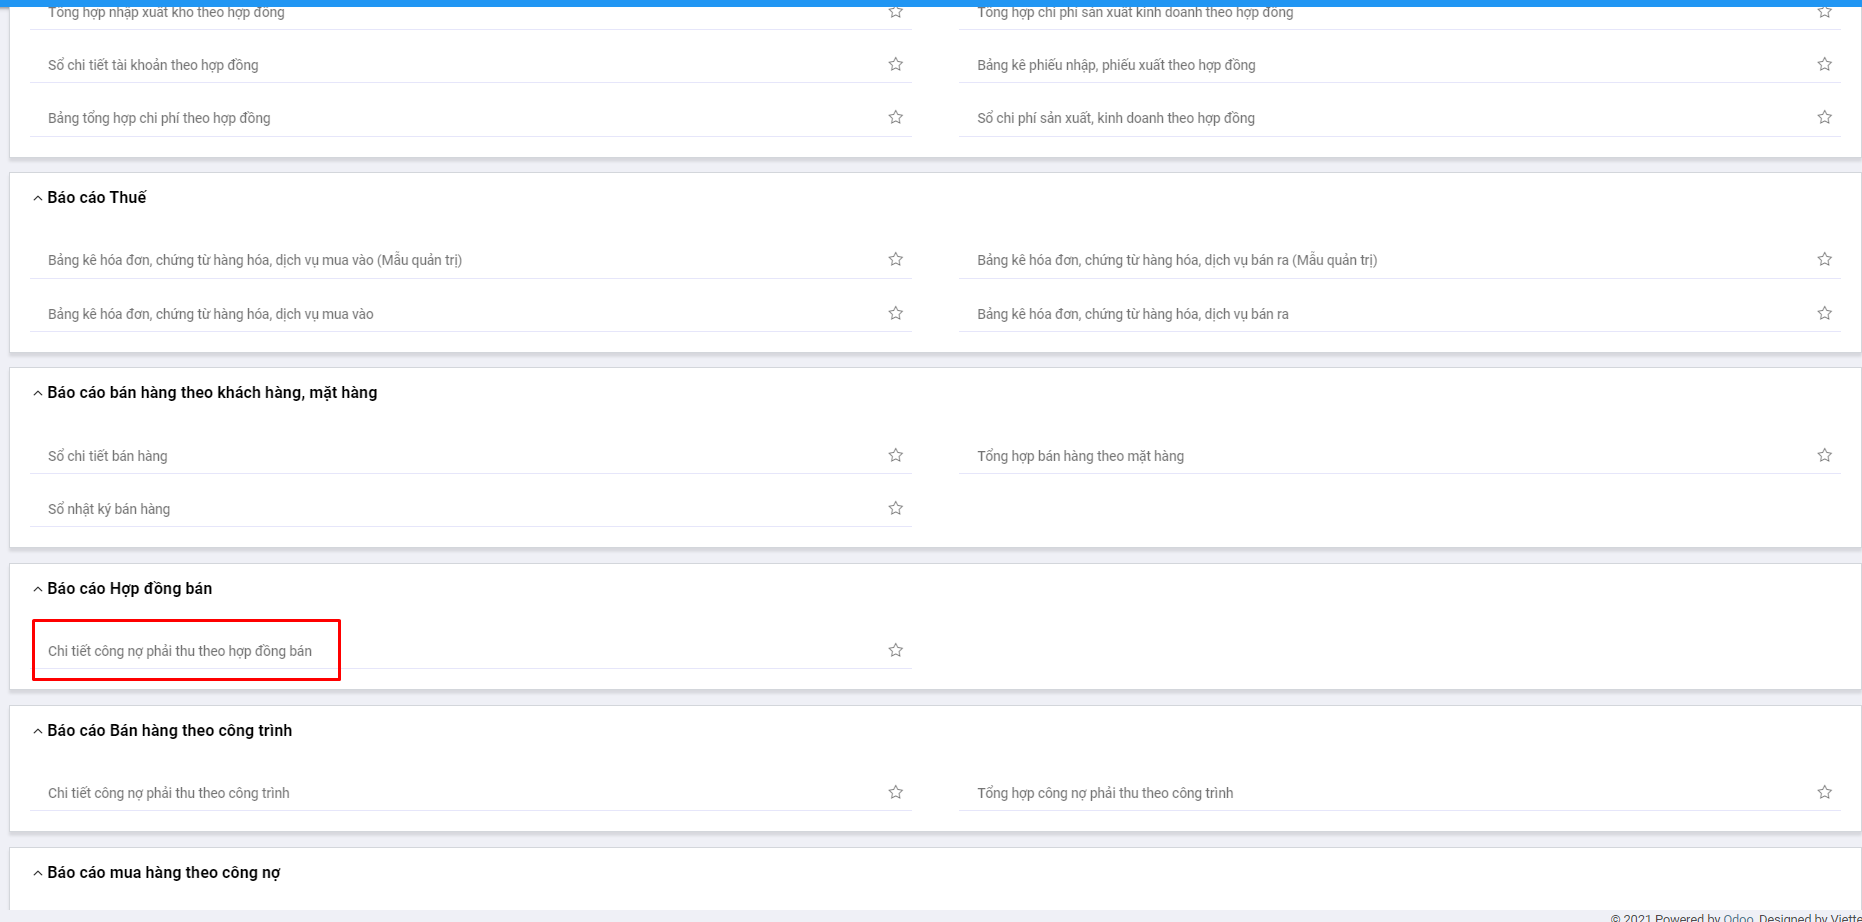 Tổng hợp nhập xuất kho theo hợp đồng
Tổng hợp chi phí sản xuất kinh doanh theo hợp đồng
Sổ chi tiết tài khoản theo hợp đồng
Bảng kê phiếu nhập, phiếu xuất theo hợp đồng
Bảng tổng hợp chi phí theo hợp đồng
Sổ chi phí sản xuất, kinh doanh theo hợp đồng
Báo cáo Thuế
Bảng kê hóa đơn, chứng từ hàng hóa, dịch vụ mua vào (Mẫu quản trị)
Bảng kê hóa đơn, chứng từ hàng hóa, dịch vụ bán ra (Mẫu quản trị)
Bảng kê hóa đơn, chứng từ hàng hóa, dịch vụ mua vào
Bảng kê hóa đơn, chứng từ hàng hóa, dịch vụ bán ra
Báo cáo bán hàng theo khách hàng, mặt hàng
Sổ chi tiết bán hàng
Tổng hợp bán hàng theo mặt hàng
Sổ nhật ký bán hàng
Báo cáo Hợp đồng bán
Chi tiết công nợ phải thu theo hợp đồng bán
Báo cáo Bán hàng theo công trình
Chi tiết công nợ phải thu theo công trình
Tổng hợp công nợ phải thu theo công trình
Báo cáo mua hàng theo công nợ
© 2021 Powered by Odoo. Designed by Viette